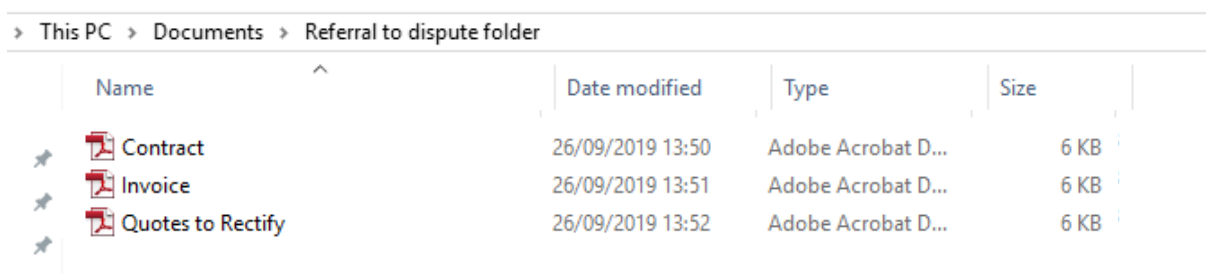 > This PC > Documents > Referral to dispute folder
Name Date modified Type Size
Contract 26/09/2019 13:50 Adobe Acrobat D... 6 KB
Invoice 26/09/2019 13:51 Adobe Acrobat D... 6 KB
Quotes to Rectify 26/09/2019 13:52 Adobe Acrobat D... 6 KB